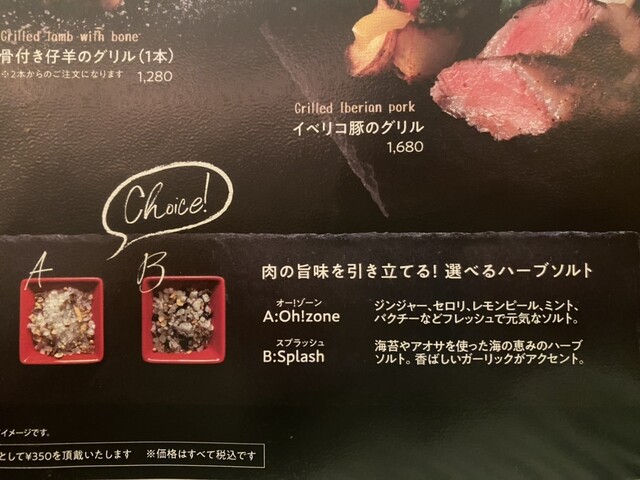 Grilled lamb with bone
骨付き仔羊のグリル(1本)
※2本からのご注文になります 1,280
Grilled Iberian pork
イベリコ豚のグリル
1,680
Choice!
A B
肉の旨味を引き立てる! 選べるハーブソルト
オー!ゾーン
A:Oh!zone
ジンジャー、セロリ、レモンピール、ミント、
パクチーなどフレッシュで元気なソルト。
スプラッシュ
B:Splash
海苔やアオサを使った海の恵みのハーブ
ソルト。香ばしいガーリックがアクセント。
イメージです。
として¥350を頂戴いたします ※価格はすべて税込です